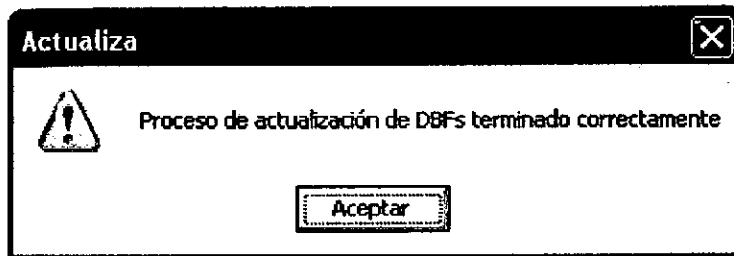 Actualiza
Proceso de actualización de DBFs terminado correctamente
Aceptar